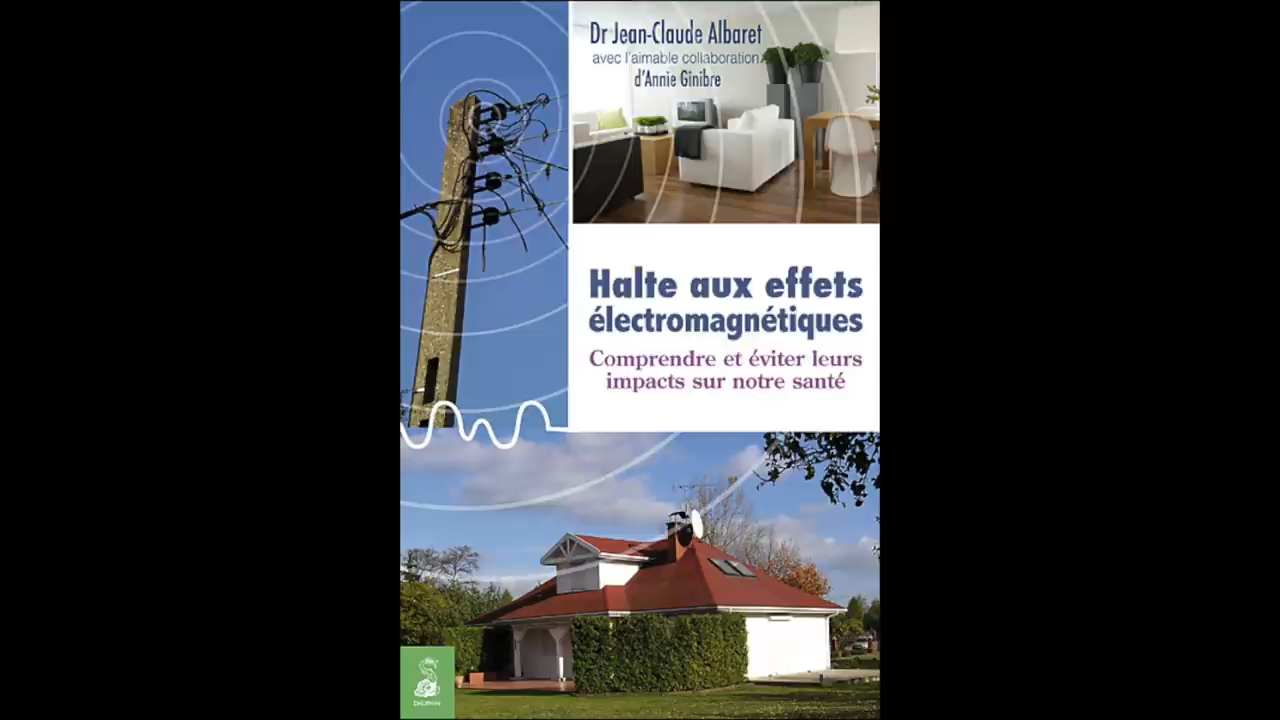 Dr Jean-Claude Albaret
avec l'aimable collaboration
d'Annie Ginibre
Halte aux effets
électromagnétiques
Comprendre et éviter leurs
impacts sur notre santé
DAUPHIN